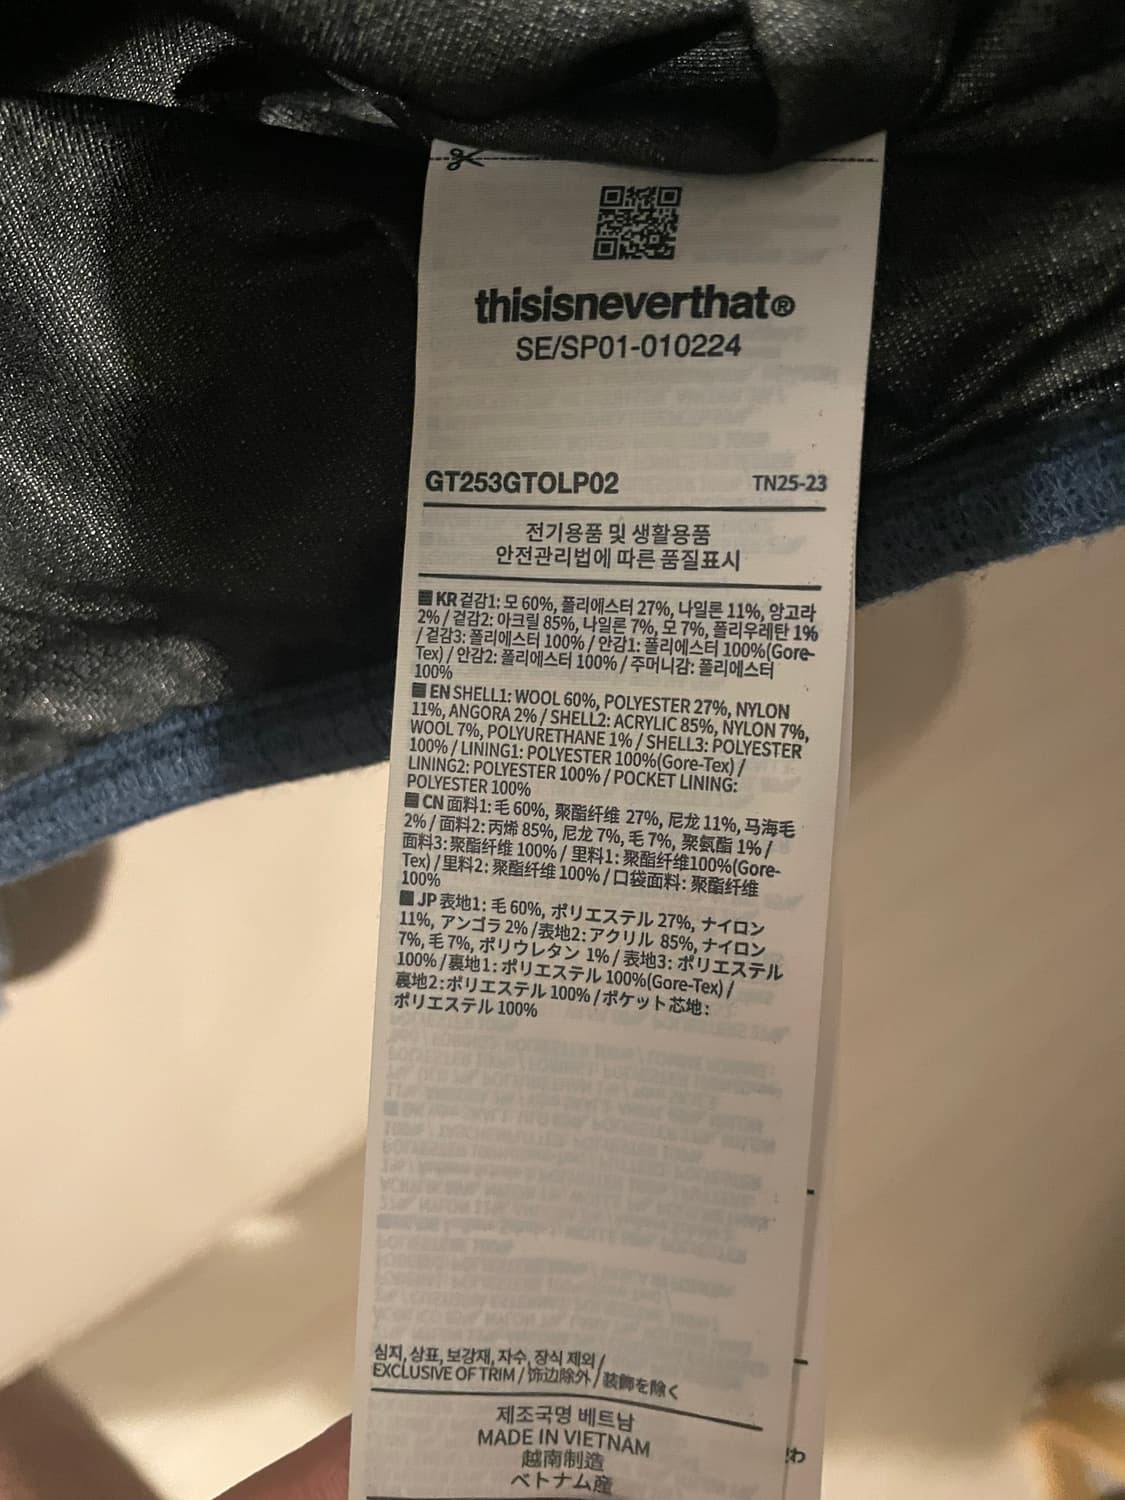 thisisneverthat®
SE/SP01-010224
GT253GTOLP02 TN25-23
전기용품 및 생활용품
안전관리법에 따른 품질표시
KR 겉감1: 모 60%, 폴리에스터 27%, 나일론 11%, 앙고라
2% / 겉감2: 아크릴 85%, 나일론 7%, 모 7%, 폴리우레탄 1%
/ 겉감3: 폴리에스터 100% / 안감1: 폴리에스터 100%(Gore-
Tex) / 안감2: 폴리에스터 100% / 주머니감: 폴리에스터
100%
EN SHELL1: WOOL 60%, POLYESTER 27%, NYLON
11%, ANGORA 2% / SHELL2: ACRYLIC 85%, NYLON 7%,
WOOL 7%, POLYURETHANE 1% / SHELL3: POLYESTER
100% / LINING1: POLYESTER 100%(Gore-Tex) /
LINING2: POLYESTER 100% / POCKET LINING:
POLYESTER 100%
CN 面料1: 毛 60%, 聚酯纤维 27%, 尼龙 11%, 马海毛
2% / 面料2: 丙烯 85%, 尼龙 7%, 毛 7%, 聚氨酯 1% /
面料3: 聚酯纤维 100% / 里料1: 聚酯纤维100%(Gore-
Tex) / 里料2: 聚酯纤维 100% / 口袋面料: 聚酯纤维
100%
JP 表地1: 毛 60%, ポリエステル 27%, ナイロン
11%, アンゴラ 2% /表地2: アクリル 85%, ナイロン
7%, 毛 7%, ポリウレタン 1% / 表地3: ポリエステル
100% / 裏地1: ポリエステル 100%(Gore-Tex) /
裏地2: ポリエステル 100% / ポケット芯地:
ポリエステル 100%
심지, 상표, 보강재, 자수, 장식 제외 /
EXCLUSIVE OF TRIM / 饰边除外 / 装飾を除く
제조국명 베트남
MADE IN VIETNAM
越南制造
ベトナム産